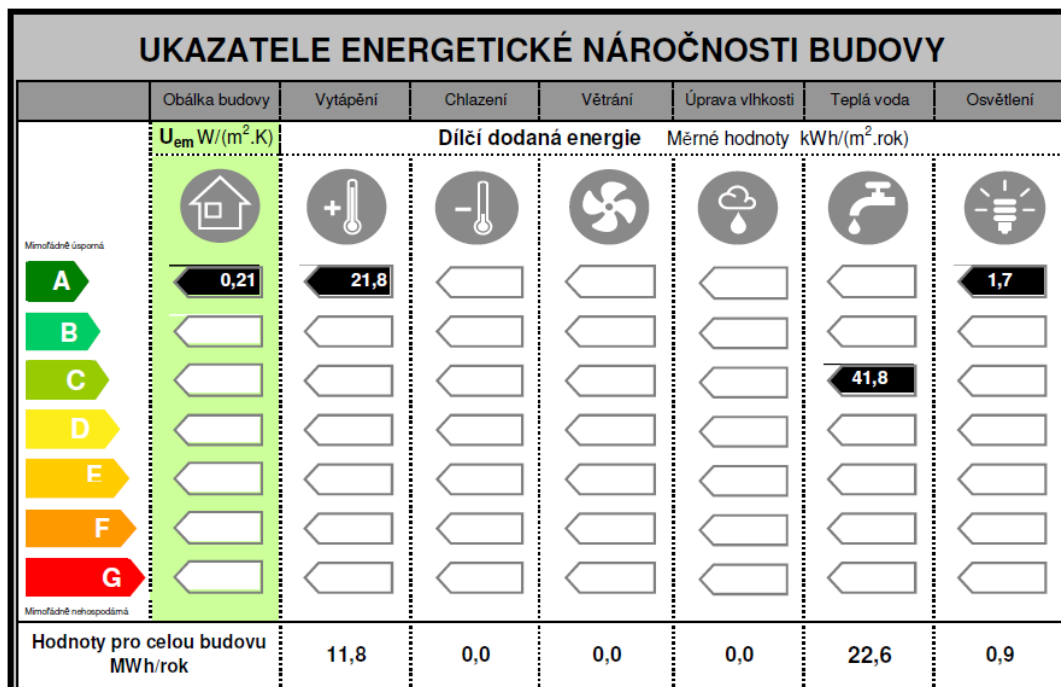 UKAZATELE ENERGETICKÉ NÁROČNOSTI BUDOVY
Obálka budovy Vytápění Chlazení Větrání Úprava vlhkosti Teplá voda Osvětlení
Uem W/(m².K) Dílčí dodaná energie Měrné hodnoty kWh/(m².rok)
+ −
Mimořádně úsporná
A 0,21 21,8 1,7
B
C 41,8
D
E
F
G
Mimořádně nehospodárná
Hodnoty pro celou budovu
MWh/rok 11,8 0,0 0,0 0,0 22,6 0,9